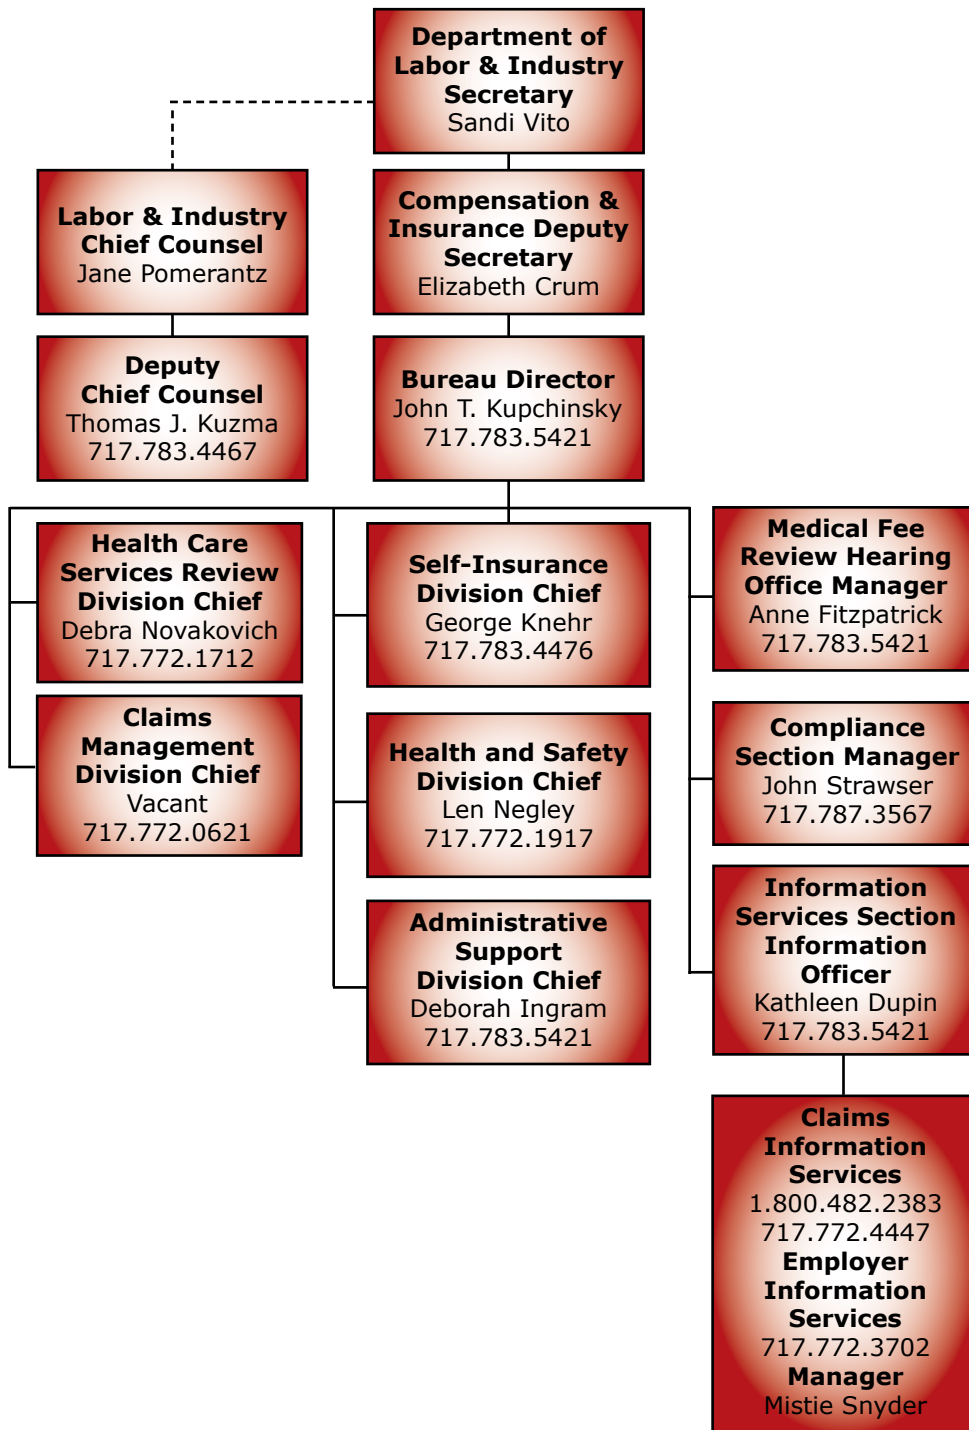 Department of
Labor & Industry
Secretary
Sandi Vito
Labor & Industry
Chief Counsel
Jane Pomerantz
Compensation &
Insurance Deputy
Secretary
Elizabeth Crum
Deputy
Chief Counsel
Thomas J. Kuzma
717.783.4467
Bureau Director
John T. Kupchinsky
717.783.5421
Health Care
Services Review
Division Chief
Debra Novakovich
717.772.1712
Claims
Management
Division Chief
Vacant
717.772.0621
Self-Insurance
Division Chief
George Knehr
717.783.4476
Health and Safety
Division Chief
Len Negley
717.772.1917
Administrative
Support
Division Chief
Deborah Ingram
717.783.5421
Medical Fee
Review Hearing
Office Manager
Anne Fitzpatrick
717.783.5421
Compliance
Section Manager
John Strawser
717.787.3567
Information
Services Section
Information
Officer
Kathleen Dupin
717.783.5421
Claims
Information
Services
1.800.482.2383
717.772.4447
Employer
Information
Services
717.772.3702
Manager
Mistie Snyder